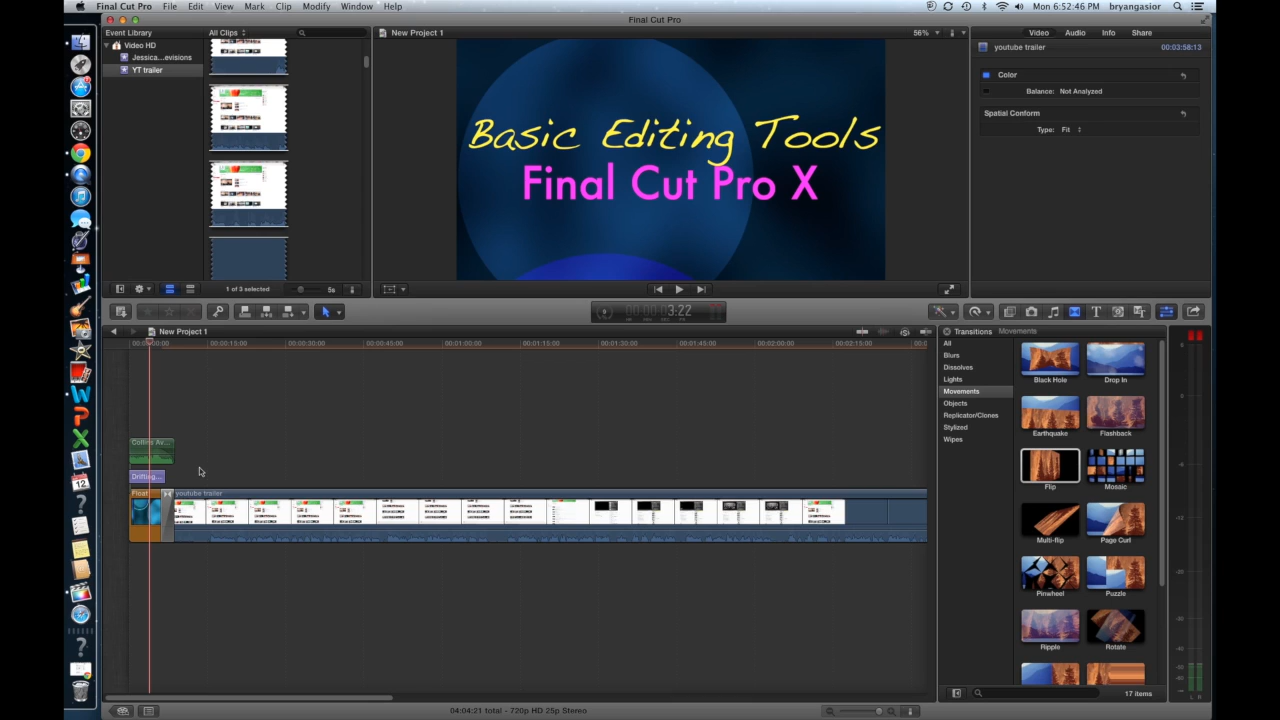 Final Cut Pro File Edit View Mark Clip Modify Window Help Mon 6:52:46 PM bryangasior
Final Cut Pro
Event Library All Clips New Project 1 56% Video Audio Info Share
Video HD
Jessica...evisions
YT trailer
youtube trailer 00:03:58:13
Color
Balance: Not Analyzed
Spatial Conform
Type: Fit
Basic Editing Tools
Final Cut Pro X
1 of 3 selected 5s
3:22
New Project 1
00:00:00:00 00:00:15:00 00:00:30:00 00:00:45:00 00:01:00:00 00:01:15:00 00:01:30:00 00:01:45:00 00:02:00:00 00:02:15:00
Collins Av...
Drifting...
Float youtube trailer
Transitions Movements
All
Blurs
Dissolves
Lights
Movements
Objects
Replicator/Clones
Stylized
Wipes
Black Hole Drop In
Earthquake Flashback
Flip Mosaic
Multi-flip Page Curl
Pinwheel Puzzle
Ripple Rotate
17 items
04:04:21 total - 720p HD 25p Stereo